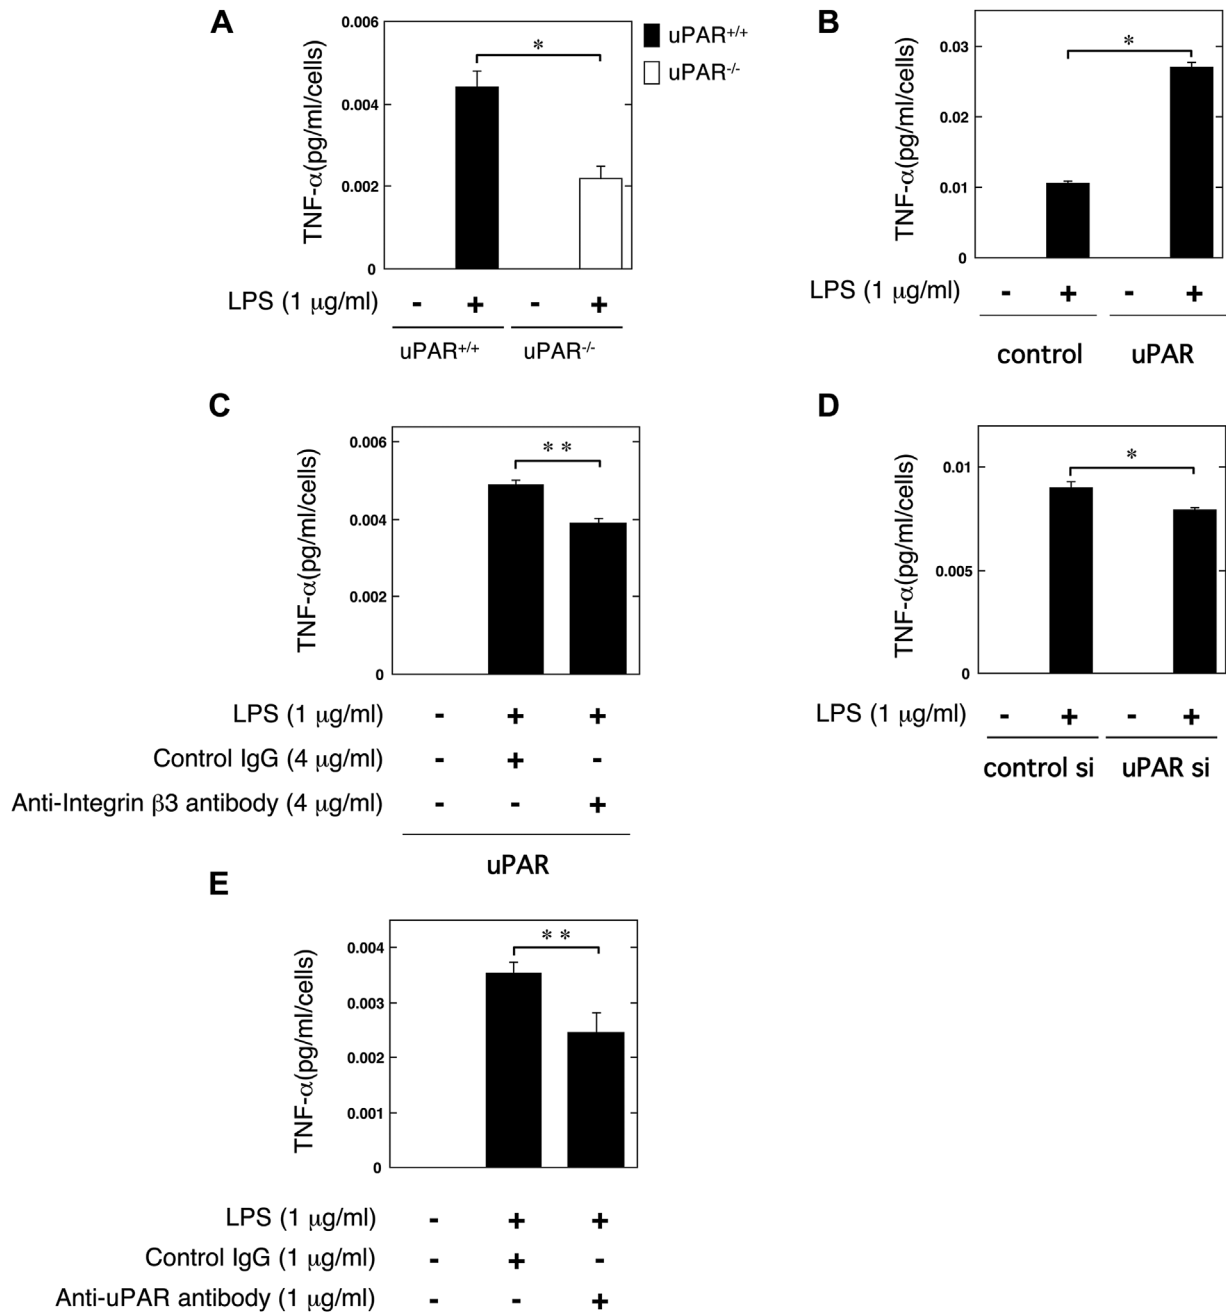 A
TNF-α(pg/ml/cells)
0.006
0.004
0.002
0
*
uPAR+/+
uPAR-/-
LPS (1 μg/ml) - + - +
uPAR+/+ uPAR-/-
B
TNF-α(pg/ml/cells)
0.03
0.02
0.01
0
*
LPS (1 μg/ml) - + - +
control uPAR
C
TNF-α(pg/ml/cells)
0.006
0.004
0.002
0
* *
LPS (1 μg/ml) - + +
Control IgG (4 μg/ml) - + -
Anti-Integrin β3 antibody (4 μg/ml) - - +
uPAR
D
TNF-α(pg/ml/cells)
0.01
0.005
0
*
LPS (1 μg/ml) - + - +
control si uPAR si
E
TNF-α(pg/ml/cells)
0.004
0.003
0.002
0.001
0
* *
LPS (1 μg/ml) - + +
Control IgG (1 μg/ml) - + -
Anti-uPAR antibody (1 μg/ml) - - +